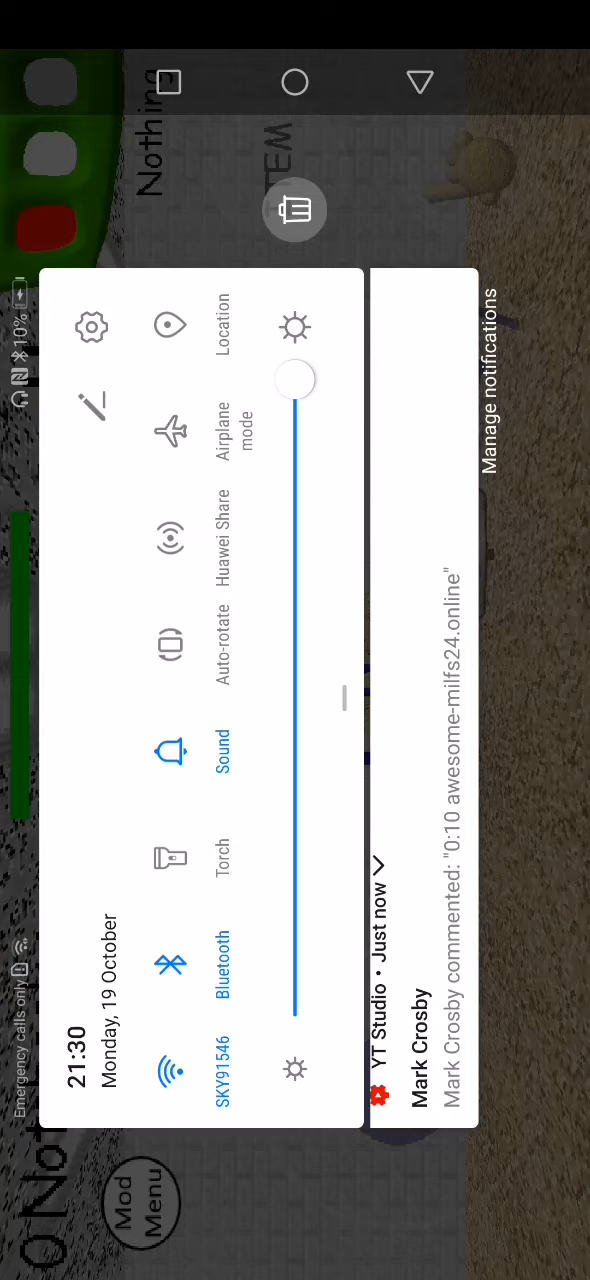 Emergency calls only
10%
21:30
Monday, 19 October
SKY91546
Bluetooth
Torch
Sound
Auto-rotate
Huawei Share
Airplane
mode
Location
YT Studio • Just now
Mark Crosby
Mark Crosby commented: "0:10 awesome-milfs24.online"
Manage notifications
Nothing
Mod
Menu